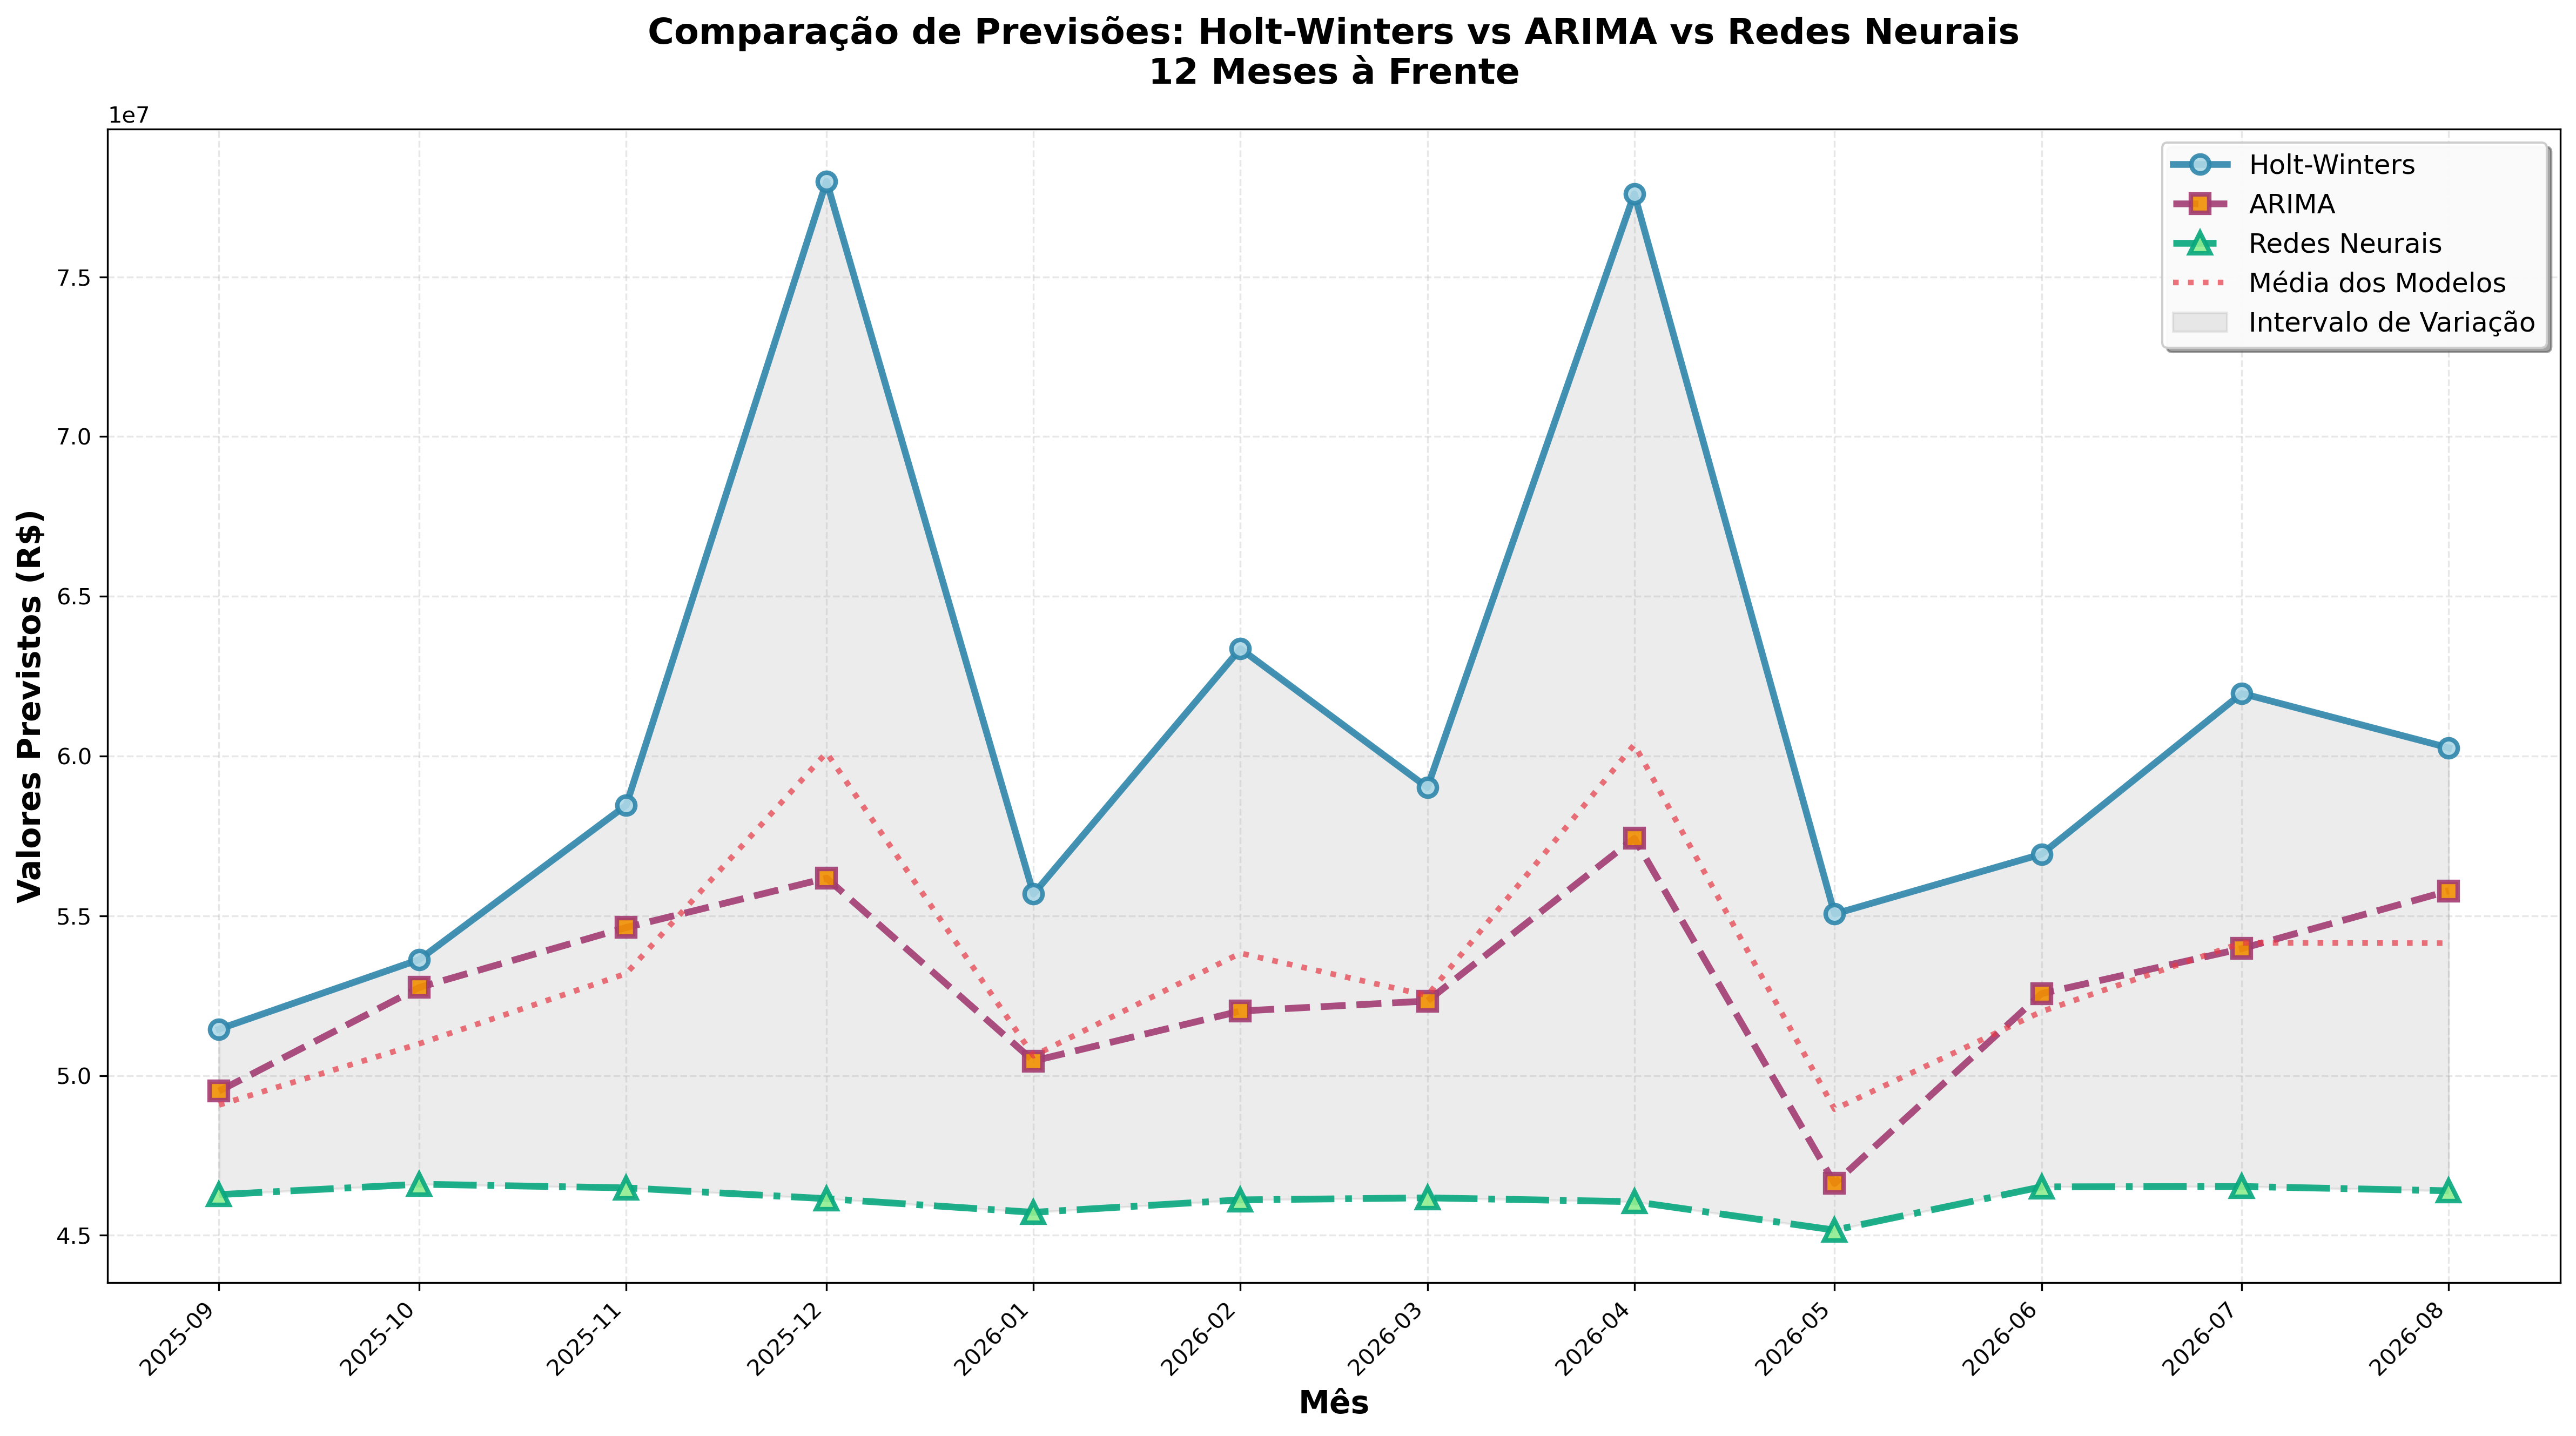 Comparação de Previsões: Holt-Winters vs ARIMA vs Redes Neurais
12 Meses à Frente
1e7
Holt-Winters
ARIMA
Redes Neurais
Média dos Modelos
Intervalo de Variação
7.5
7.0
6.5
6.0
5.5
5.0
4.5
Valores Previstos (R$)
2025-09
2025-10
2025-11
2025-12
2026-01
2026-02
2026-03
2026-04
2026-05
2026-06
2026-07
2026-08
Mês